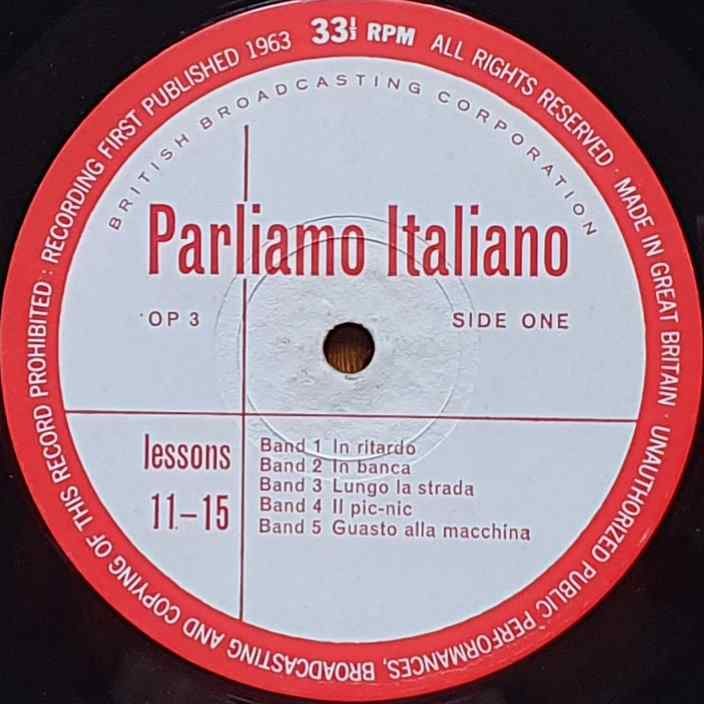 RECORDING FIRST PUBLISHED 1963 33⅓ RPM ALL RIGHTS RESERVED · MADE IN GREAT BRITAIN · UNAUTHORIZED PUBLIC PERFORMANCES, BROADCASTING AND COPYING OF THIS RECORD PROHIBITED:
BRITISH BROADCASTING CORPORATION
Parliamo Italiano
OP 3 SIDE ONE
lessons
11–15
Band 1 In ritardo
Band 2 In banca
Band 3 Lungo la strada
Band 4 Il pic-nic
Band 5 Guasto alla macchina